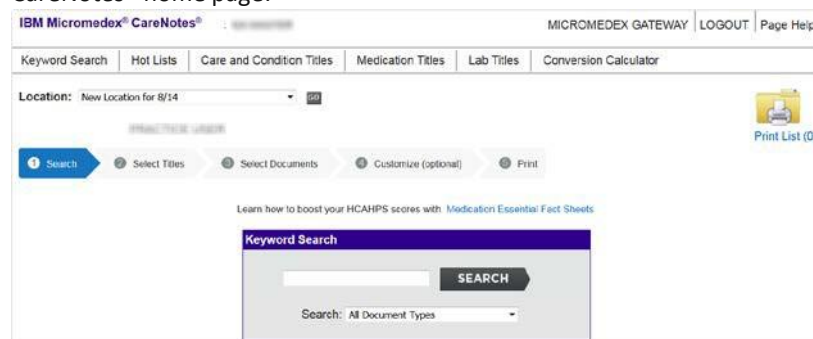 IBM Micromedex® CareNotes® :
MICROMEDEX GATEWAY LOGOUT Page Help
Keyword Search Hot Lists Care and Condition Titles Medication Titles Lab Titles Conversion Calculator
Location: New Location for 8/14 GO
Print List (0
1 Search 2 Select Titles 3 Select Documents 4 Customize (optional) 5 Print
Learn how to boost your HCAHPS scores with Medication Essential Fact Sheets
Keyword Search
SEARCH
Search: All Document Types